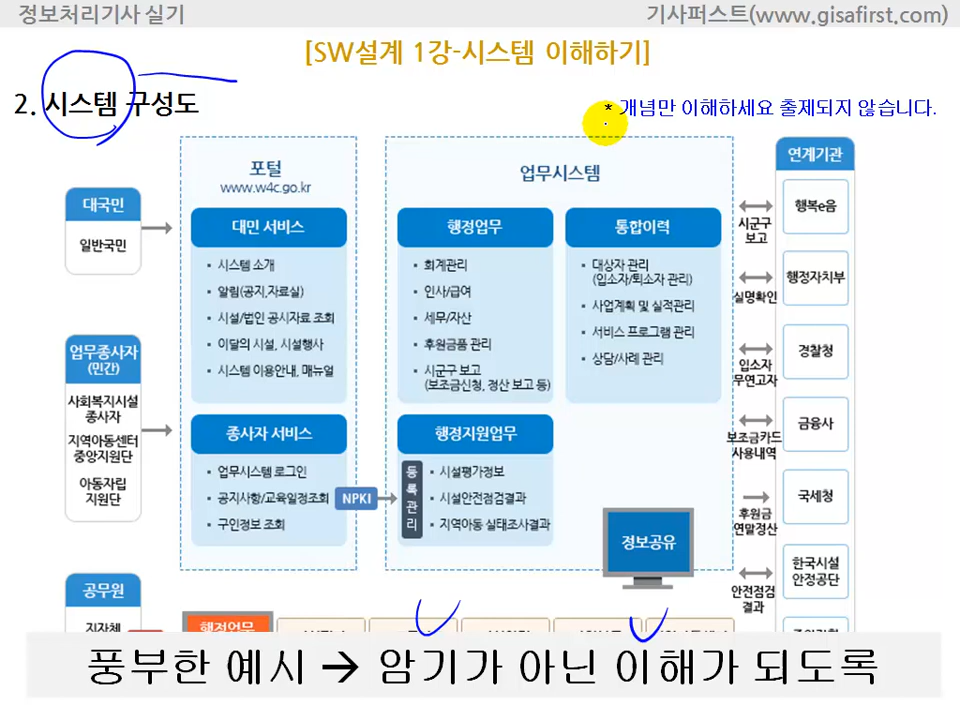 정보처리기사 실기
기사퍼스트(www.gisafirst.com)
[SW설계 1강-시스템 이해하기]
2. 시스템 구성도
* 개념만 이해하세요 출제되지 않습니다.
대국민
일반국민
업무종사자
(민간)
사회복지시설
종사자
지역아동센터
중앙지원단
아동자립
지원단
공무원
지자체
포털
www.w4c.go.kr
대민 서비스
• 시스템 소개
• 알림(공지,자료실)
• 시설/법인 공시자료 조회
• 이달의 시설, 시설행사
• 시스템 이용안내, 매뉴얼
종사자 서비스
• 업무시스템 로그인
• 공지사항/교육일정조회
• 구인정보 조회
NPKI
업무시스템
행정업무
• 회계관리
• 인사/급여
• 세무/자산
• 후원금품 관리
• 시군구 보고
(보조금신청, 정산 보고 등)
통합이력
• 대상자 관리
(입소자/퇴소자 관리)
• 사업계획 및 실적관리
• 서비스 프로그램 관리
• 상담/사례 관리
행정지원업무
등록관리
• 시설평가정보
• 시설안전점검결과
• 지역아동 실태조사결과
정보공유
시군구
보고
실명확인
입소자
무연고자
보조금카드
사용내역
후원금
연말정산
안전점검
결과
연계기관
행복e음
행정자치부
경찰청
금융사
국세청
한국시설
안정공단
행정업무
풍부한 예시 → 암기가 아닌 이해가 되도록